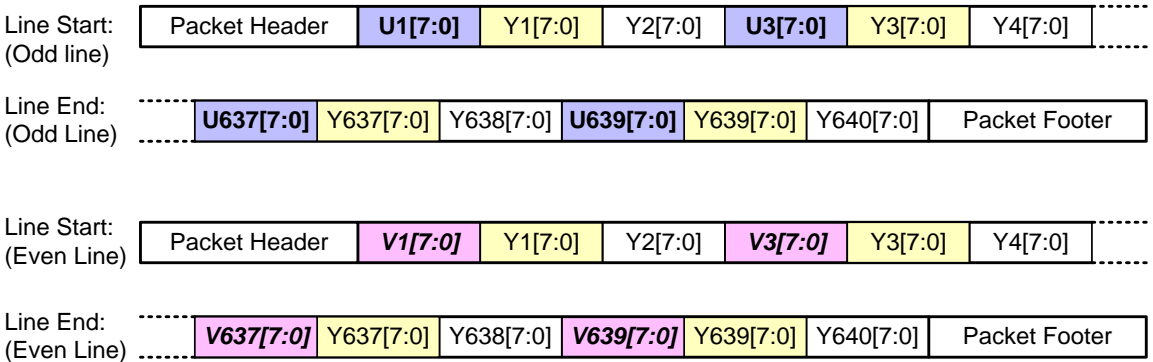 Line Start:
(Odd line)
Packet Header U1[7:0] Y1[7:0] Y2[7:0] U3[7:0] Y3[7:0] Y4[7:0]
Line End:
(Odd Line)
U637[7:0] Y637[7:0] Y638[7:0] U639[7:0] Y639[7:0] Y640[7:0] Packet Footer
Line Start:
(Even Line)
Packet Header V1[7:0] Y1[7:0] Y2[7:0] V3[7:0] Y3[7:0] Y4[7:0]
Line End:
(Even Line)
V637[7:0] Y637[7:0] Y638[7:0] V639[7:0] Y639[7:0] Y640[7:0] Packet Footer